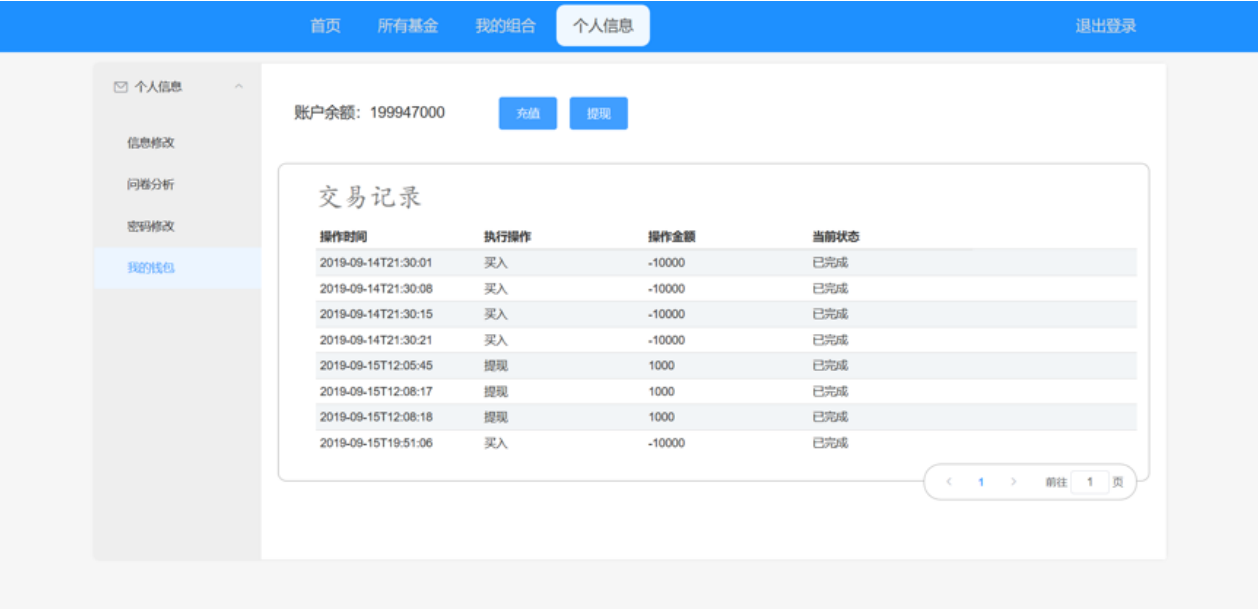 首页 所有基金 我的组合 个人信息 退出登录
个人信息
账户余额：199947000 充值 提现
信息修改
问卷分析
密码修改
我的钱包
交易记录
操作时间 执行操作 操作金额 当前状态
2019-09-14T21:30:01 买入 -10000 已完成
2019-09-14T21:30:08 买入 -10000 已完成
2019-09-14T21:30:15 买入 -10000 已完成
2019-09-14T21:30:21 买入 -10000 已完成
2019-09-15T12:05:45 提现 1000 已完成
2019-09-15T12:08:17 提现 1000 已完成
2019-09-15T12:08:18 提现 1000 已完成
2019-09-15T19:51:06 买入 -10000 已完成
1 前往 1 页